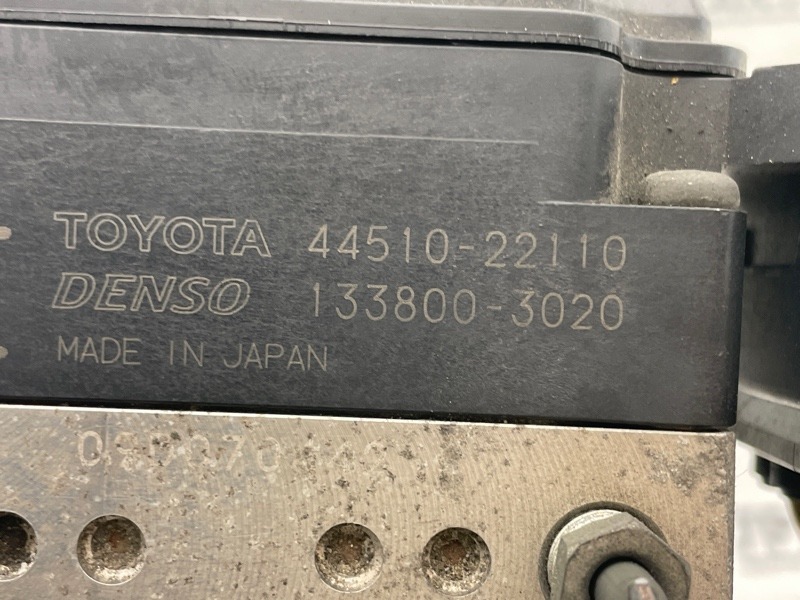 TOYOTA 44510-22110
DENSO 133800-3020
MADE IN JAPAN